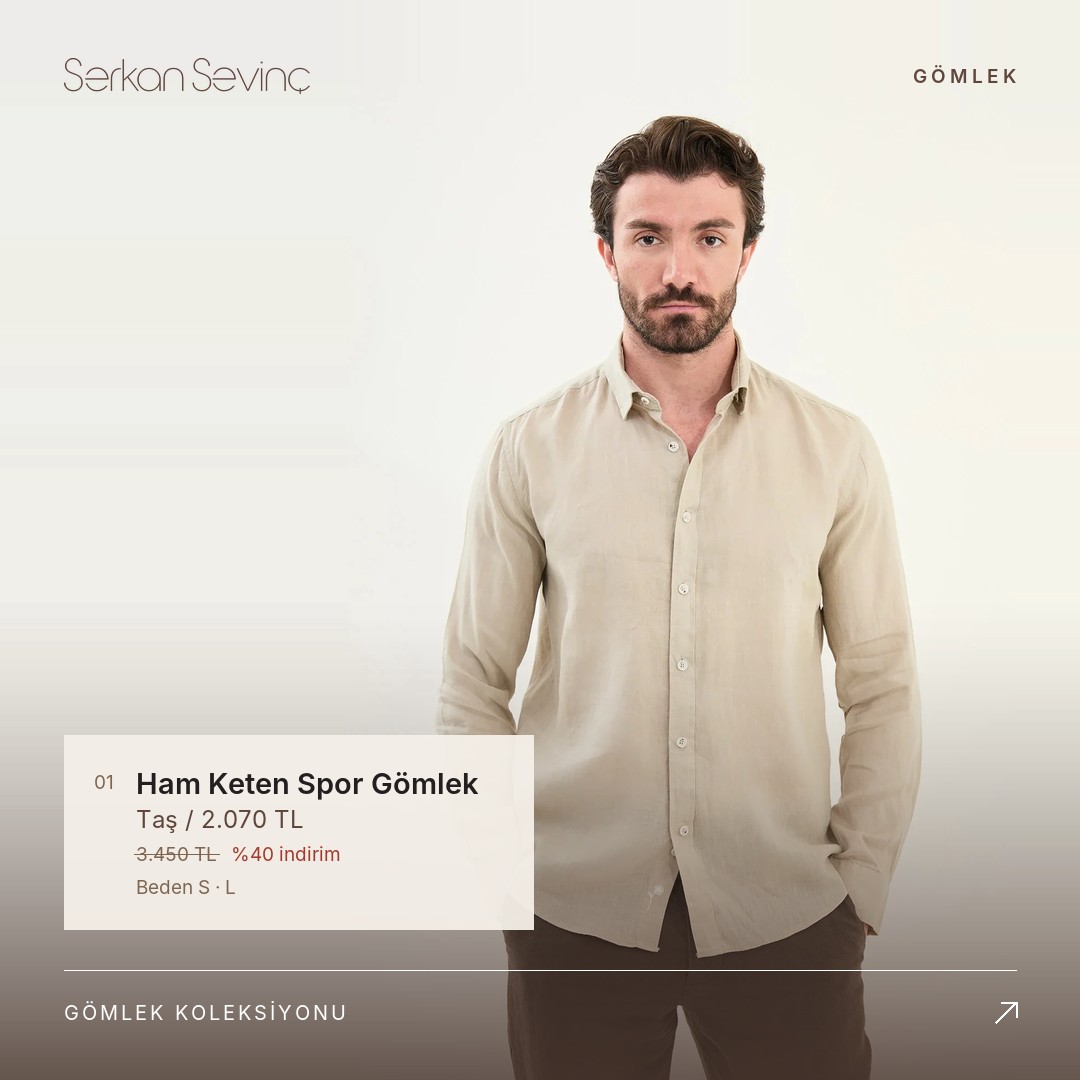 Serkan Sevinç
GÖMLEK
01 Ham Keten Spor Gömlek
Taş / 2.070 TL
3.450 TL %40 indirim
Beden S · L
GÖMLEK KOLEKSİYONU